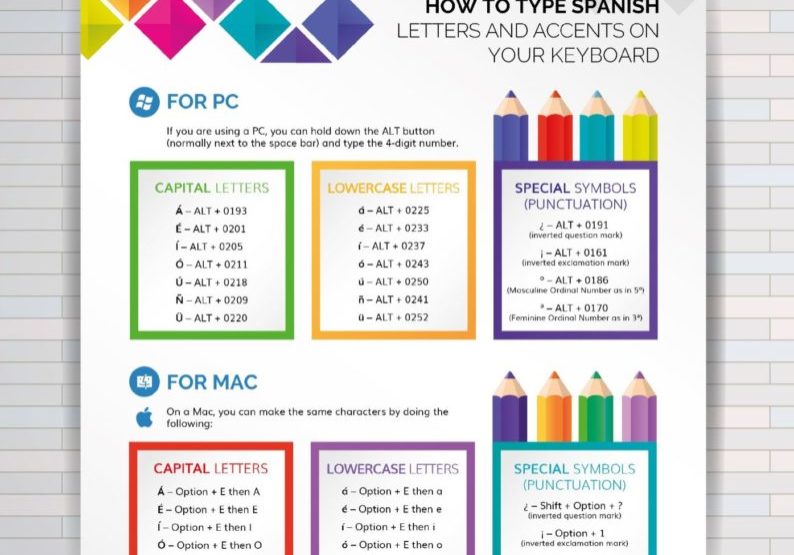 HOW TO TYPE SPANISH
LETTERS AND ACCENTS ON
YOUR KEYBOARD
FOR PC
If you are using a PC, you can hold down the ALT button
(normally next to the space bar) and type the 4-digit number.
CAPITAL LETTERS
Á – ALT + 0193
É – ALT + 0201
Í – ALT + 0205
Ó – ALT + 0211
Ú – ALT + 0218
Ñ – ALT + 0209
Ü – ALT + 0220
LOWERCASE LETTERS
á – ALT + 0225
é – ALT + 0233
í – ALT + 0237
ó – ALT + 0243
ú – ALT + 0250
ñ – ALT + 0241
ü – ALT + 0252
SPECIAL SYMBOLS
(PUNCTUATION)
¿ – ALT + 0191
(inverted question mark)
¡ – ALT + 0161
(inverted exclamation mark)
º – ALT + 0186
(Masculine Ordinal Number as in 5º)
ª – ALT + 0170
(Feminine Ordinal Number as in 3ª)
FOR MAC
On a Mac, you can make the same characters by doing the
following:
CAPITAL LETTERS
Á – Option + E then A
É – Option + E then E
Í – Option + E then I
Ó – Option + E then O
LOWERCASE LETTERS
á – Option + E then a
é – Option + E then e
í – Option + E then i
ó – Option + E then o
SPECIAL SYMBOLS
(PUNCTUATION)
¿ – Shift + Option + ?
(inverted question mark)
¡ – Option + 1
(inverted exclamation mark)